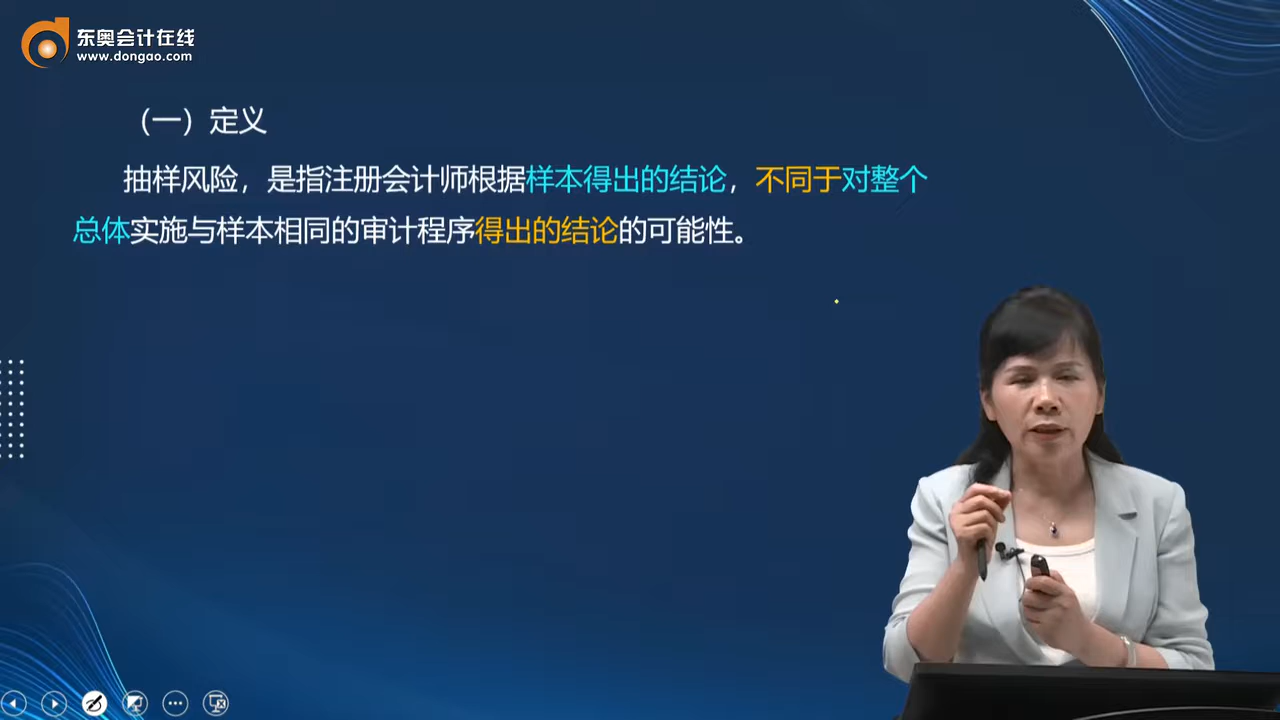 东奥会计在线
www.dongao.com
（一）定义
抽样风险，是指注册会计师根据样本得出的结论，不同于对整个
总体实施与样本相同的审计程序得出的结论的可能性。